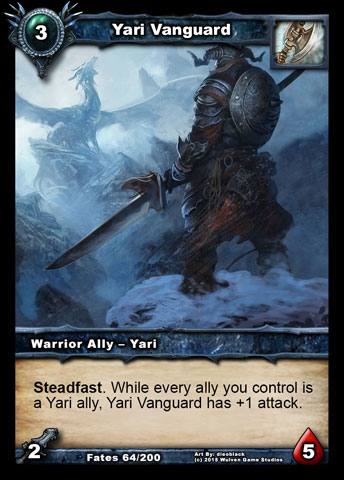 3
Yari Vanguard
Warrior Ally – Yari
Steadfast. While every ally you control is
a Yari ally, Yari Vanguard has +1 attack.
2
Fates 64/200
Art By: dleoblack
(c) 2015 Wulven Game Studios
5